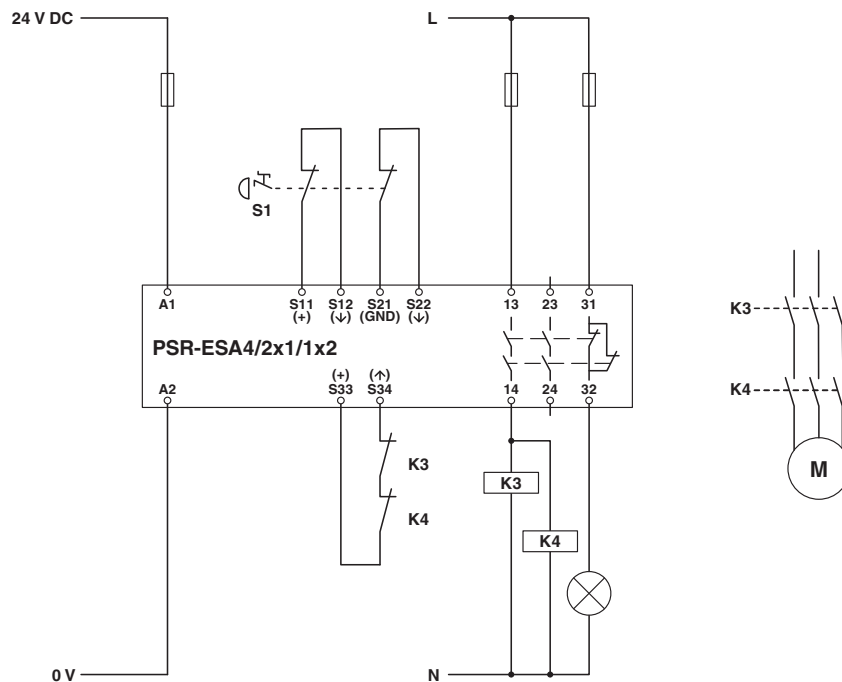 24 V DC
L
S1
A1
S11
(+)
S12
(↓)
S21
(GND)
S22
(↓)
13
23
31
PSR-ESA4/2x1/1x2
A2
(+)
S33
(↑)
S34
14
24
32
K3
K4
K3
K4
K3
K4
M
0 V
N